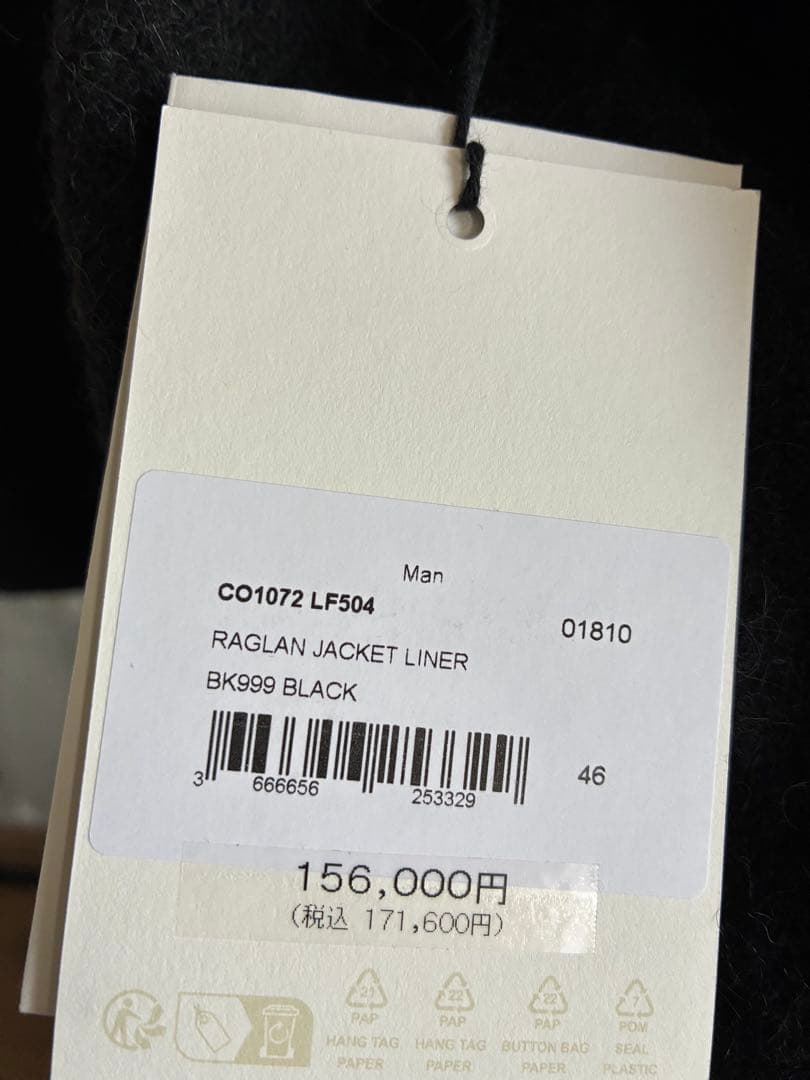 Man
CO1072 LF504
01810
RAGLAN JACKET LINER
BK999 BLACK
46
3 666656 253329
156,000円
(税込 171,600円)
21 22 22 7
PAP PAP PAP POM
HANG TAG HANG TAG BUTTON BAG SEAL
PAPER PAPER PAPER PLASTIC